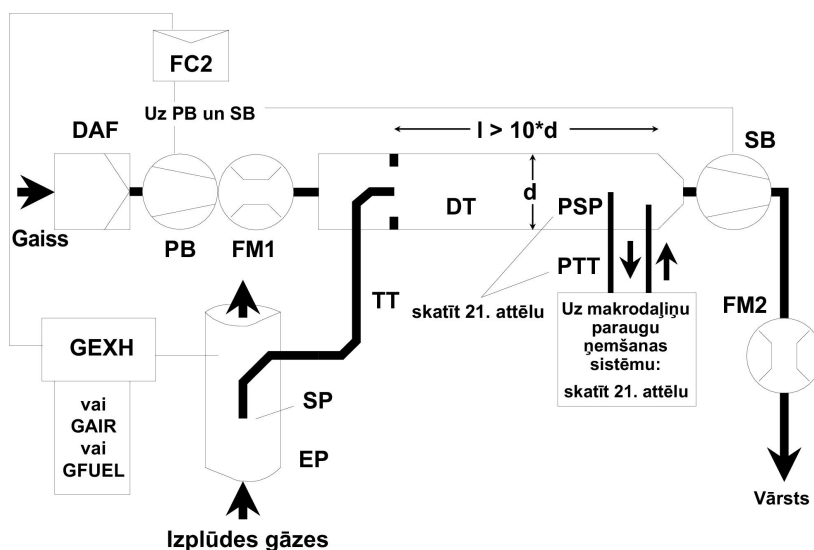 FC2
Uz PB un SB
DAF
l > 10*d
SB
d
DT
PSP
Gaiss
PB
FM1
PTT
TT
skatīt 21. attēlu
Uz makrodaļiņu
paraugu
ņemšanas
sistēmu:
skatīt 21. attēlu
FM2
GEXH
vai
GAIR
vai
GFUEL
SP
EP
Vārsts
Izplūdes gāzes